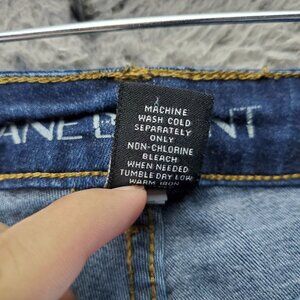 MACHINE
WASH COLD
SEPARATELY
ONLY
NON-CHLORINE
BLEACH
WHEN NEEDED
TUMBLE DRY LOW
WARM IRON